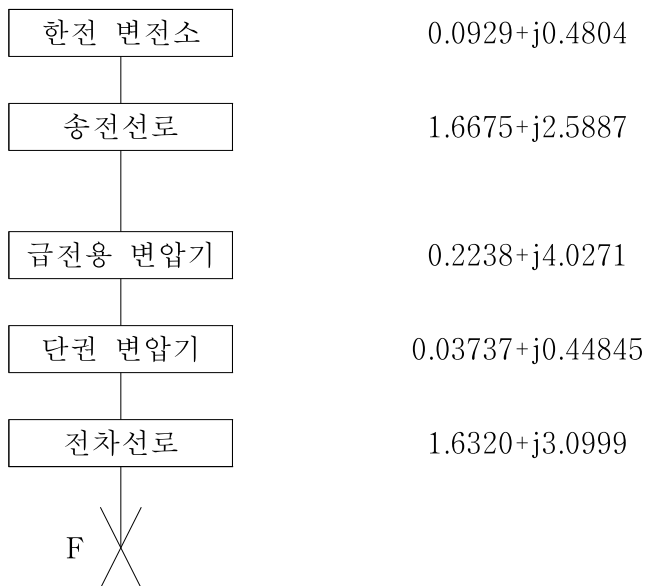 한전 변전소 0.0929+j0.4804
송전선로 1.6675+j2.5887
급전용 변압기 0.2238+j4.0271
단권 변압기 0.03737+j0.44845
전차선로 1.6320+j3.0999
F